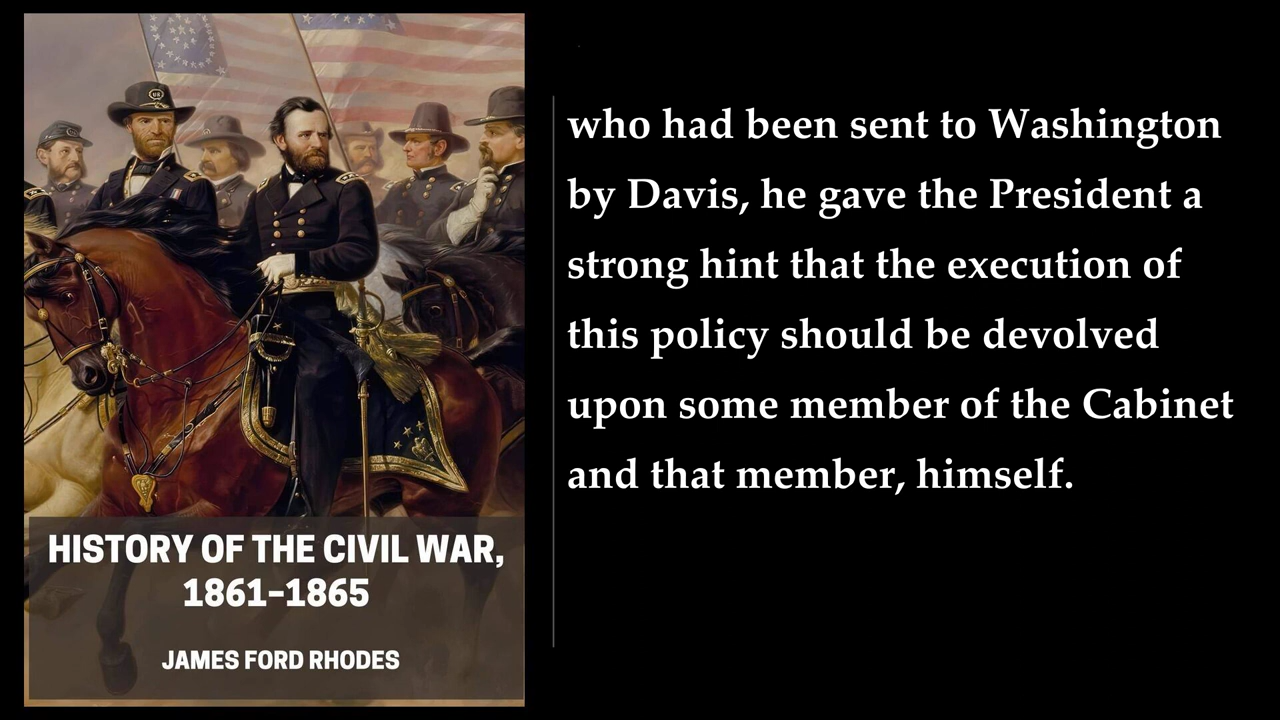 who had been sent to Washington
by Davis, he gave the President a
strong hint that the execution of
this policy should be devolved
upon some member of the Cabinet
and that member, himself.
HISTORY OF THE CIVIL WAR,
1861–1865
JAMES FORD RHODES